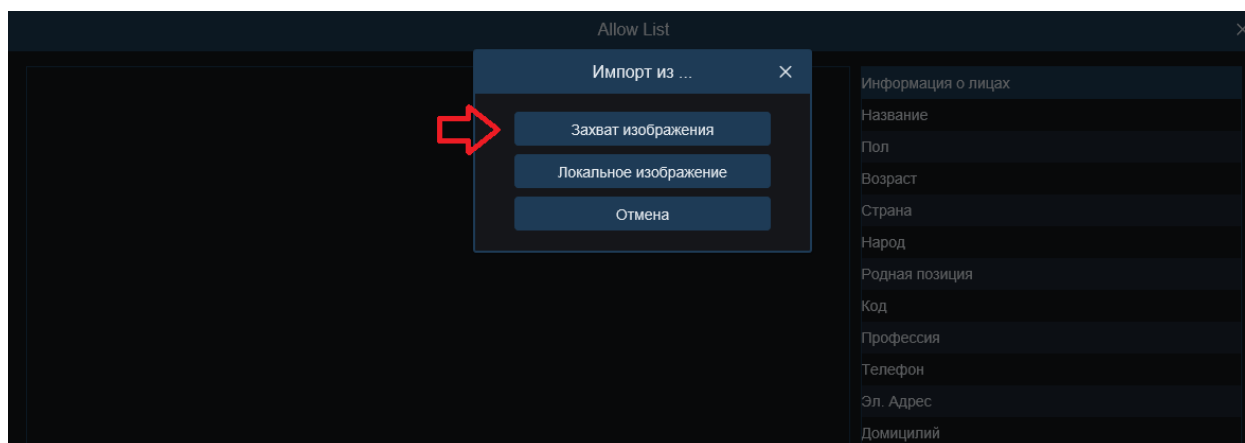 Allow List
Импорт из ...
Захват изображения
Локальное изображение
Отмена
Информация о лицах
Название
Пол
Возраст
Страна
Народ
Родная позиция
Код
Профессия
Телефон
Эл. Адрес
Домицилий